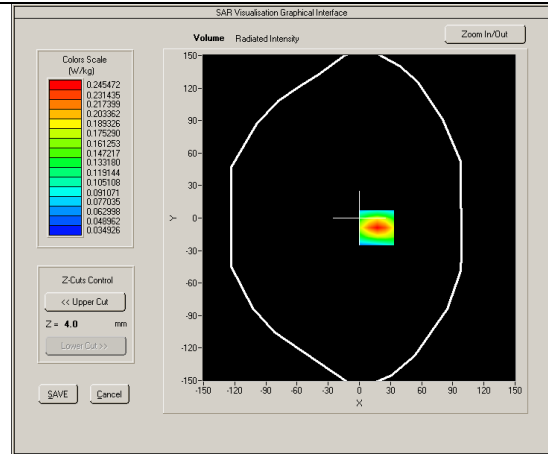 SAR Visualisation Graphical Interface
Volume Radiated Intensity
Zoom In/Out
Colors Scale
(W/kg)
0.245472
0.231435
0.217399
0.203362
0.189326
0.175290
0.161253
0.147217
0.133180
0.119144
0.105108
0.091071
0.077035
0.062998
0.048962
0.034926
Z-Cuts Control
<< Upper Cut
Z = 4.0 mm
Lower Cut >>
SAVE Cancel
150
120
90
60
30
0
-30
-60
-90
-120
-150
Y
-150 -120 -90 -60 -30 0 30 60 90 120 150
X